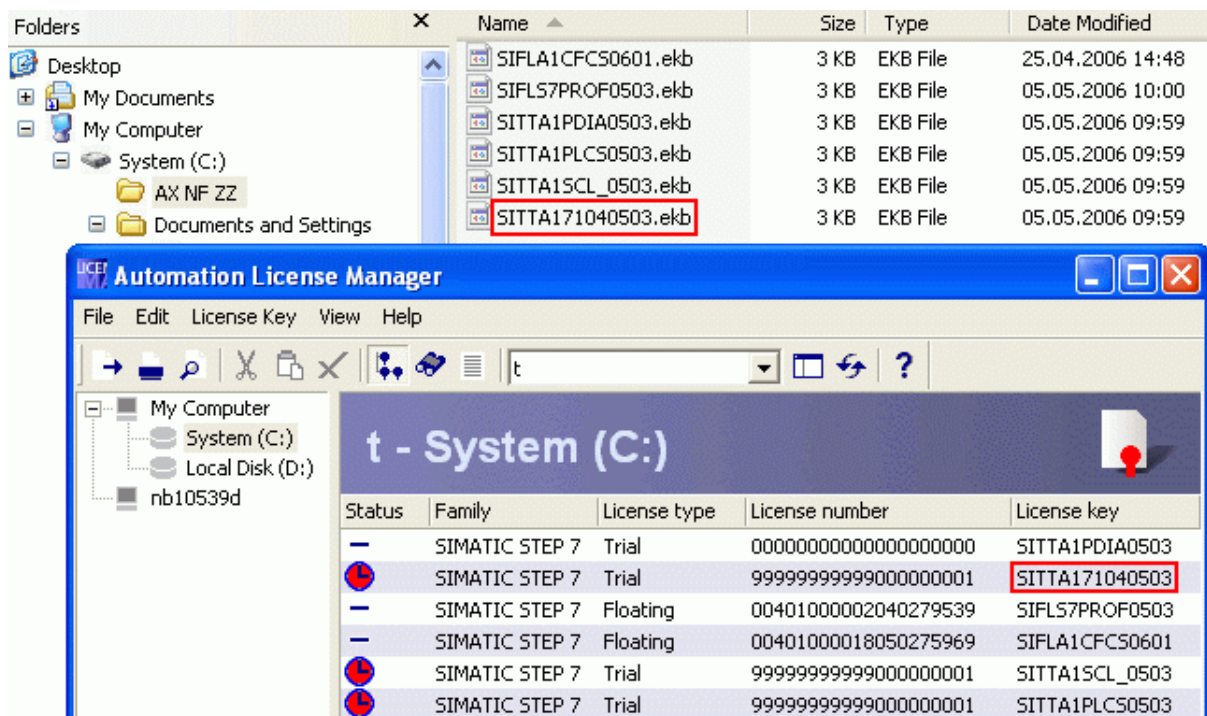 Folders × Name Size Type Date Modified
Desktop SIFLA1CFCS0601.ekb 3 KB EKB File 25.04.2006 14:48
My Documents SIFLS7PROF0503.ekb 3 KB EKB File 05.05.2006 10:00
My Computer SITTA1PDIA0503.ekb 3 KB EKB File 05.05.2006 09:59
System (C:) SITTA1PLCS0503.ekb 3 KB EKB File 05.05.2006 09:59
AX NF ZZ SITTA1SCL_0503.ekb 3 KB EKB File 05.05.2006 09:59
Documents and Settings SITTA171040503.ekb 3 KB EKB File 05.05.2006 09:59
Automation License Manager
File Edit License Key View Help
t ?
My Computer
System (C:) t - System (C:)
Local Disk (D:)
nb10539d
Status Family License type License number License key
SIMATIC STEP 7 Trial 00000000000000000000 SITTA1PDIA0503
SIMATIC STEP 7 Trial 99999999999000000001 SITTA171040503
SIMATIC STEP 7 Floating 00401000002040279539 SIFLS7PROF0503
SIMATIC STEP 7 Floating 00401000018050275969 SIFLA1CFCS0601
SIMATIC STEP 7 Trial 99999999999000000001 SITTA1SCL_0503
SIMATIC STEP 7 Trial 99999999999000000001 SITTA1PLCS0503